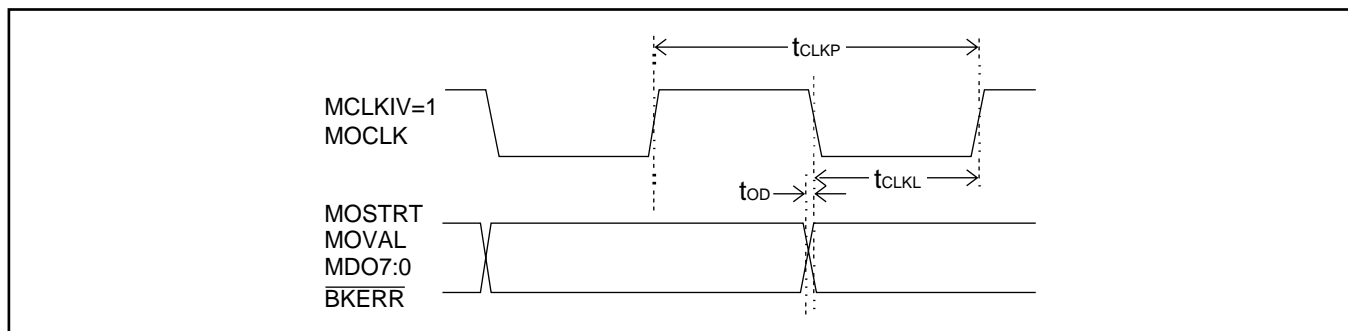 tCLKP
MCLKIV=1
MOCLK
tCLKL
tOD
MOSTRT
MOVAL
MDO7:0
BKERR